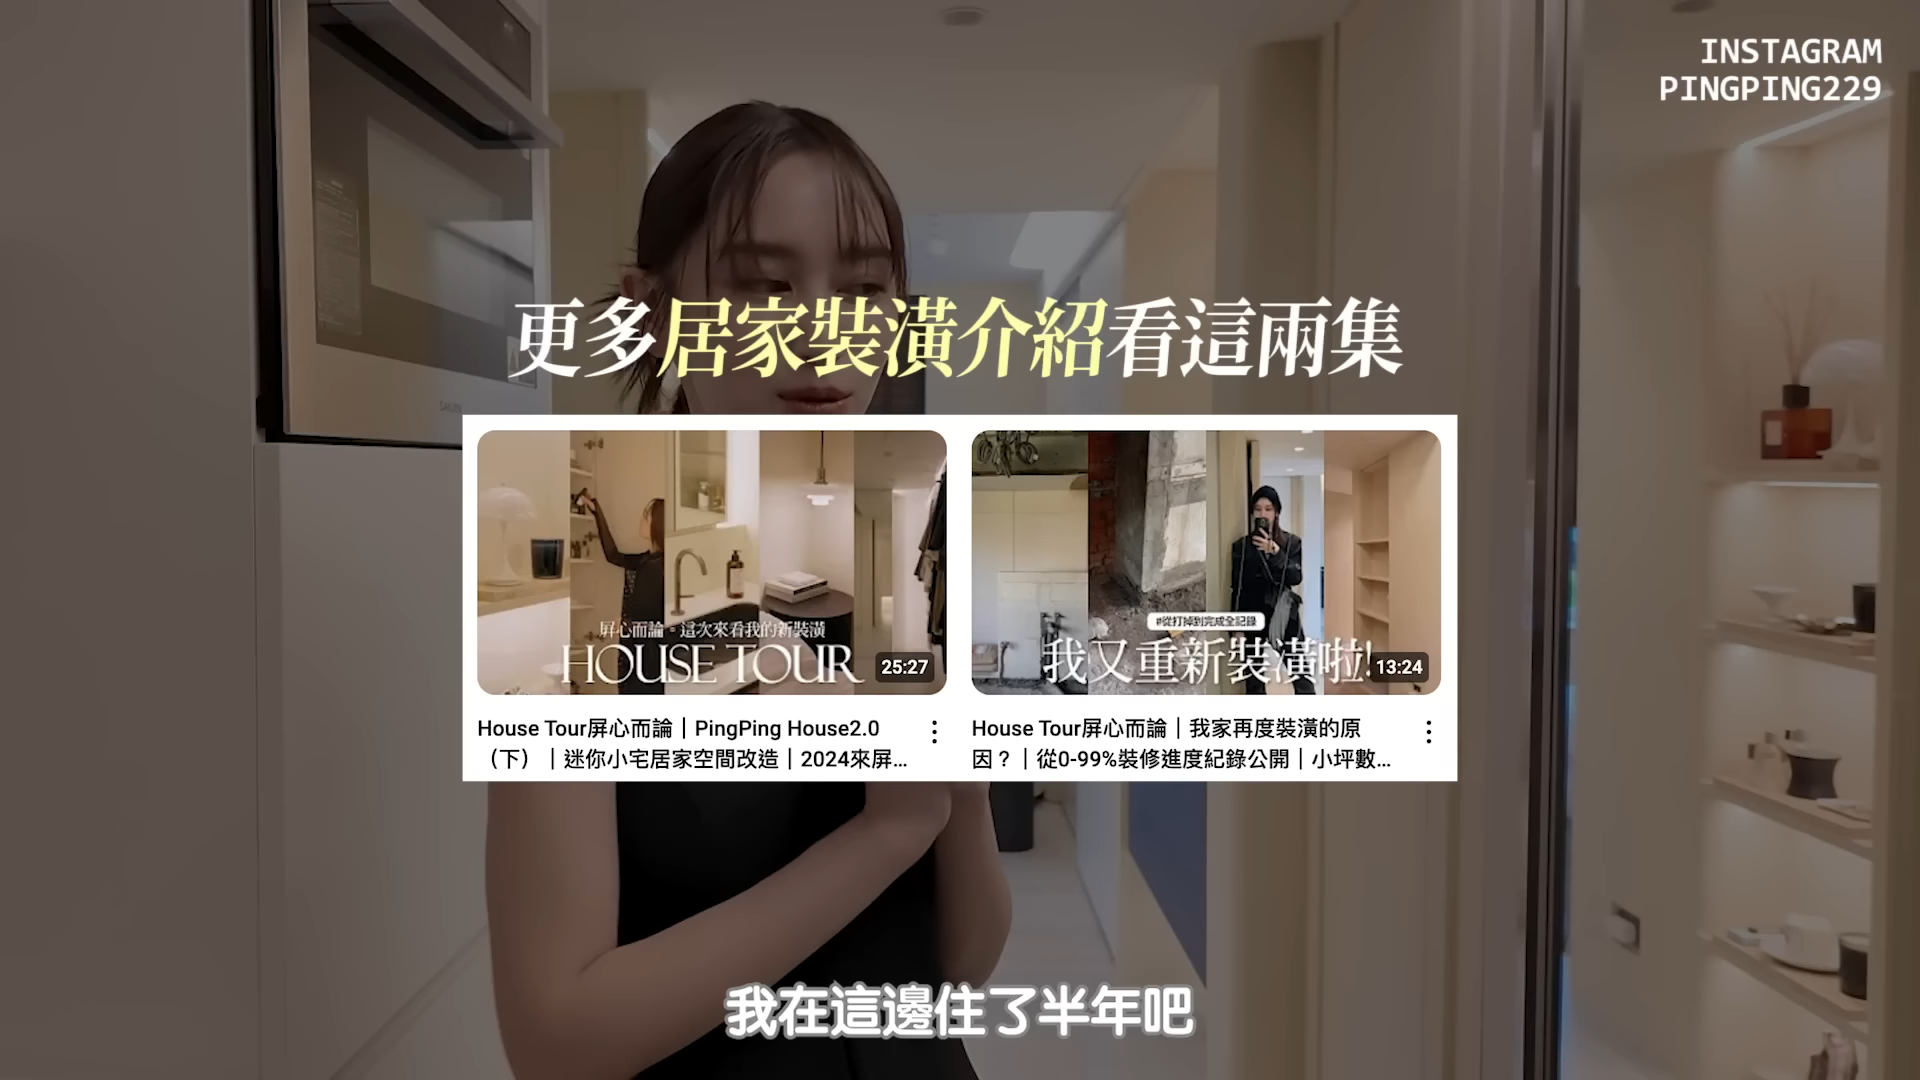 INSTAGRAM
PINGPING229
更多居家裝潢介紹看這兩集
屏心而論。這次來看我的新裝潢
HOUSE TOUR
25:27
#從打掉到完成全記錄
我又重新裝潢啦!
13:24
House Tour屏心而論｜PingPing House2.0
（下）｜迷你小宅居家空間改造｜2024來屏...
House Tour屏心而論｜我家再度裝潢的原
因？｜從0-99%裝修進度紀錄公開｜小坪數...
我在這邊住了半年吧